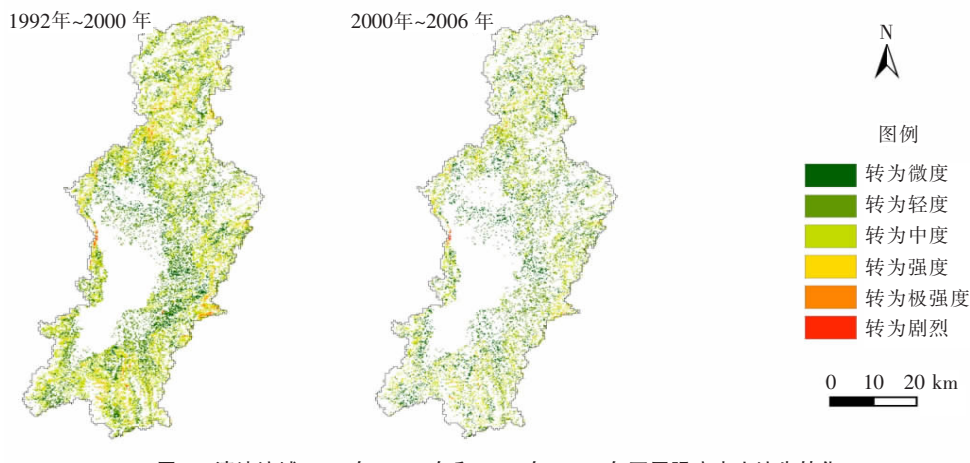 1992年~2000 年
2000年~2006 年
N
图例
转为微度
转为轻度
转为中度
转为强度
转为极强度
转为剧烈
0 10 20 km